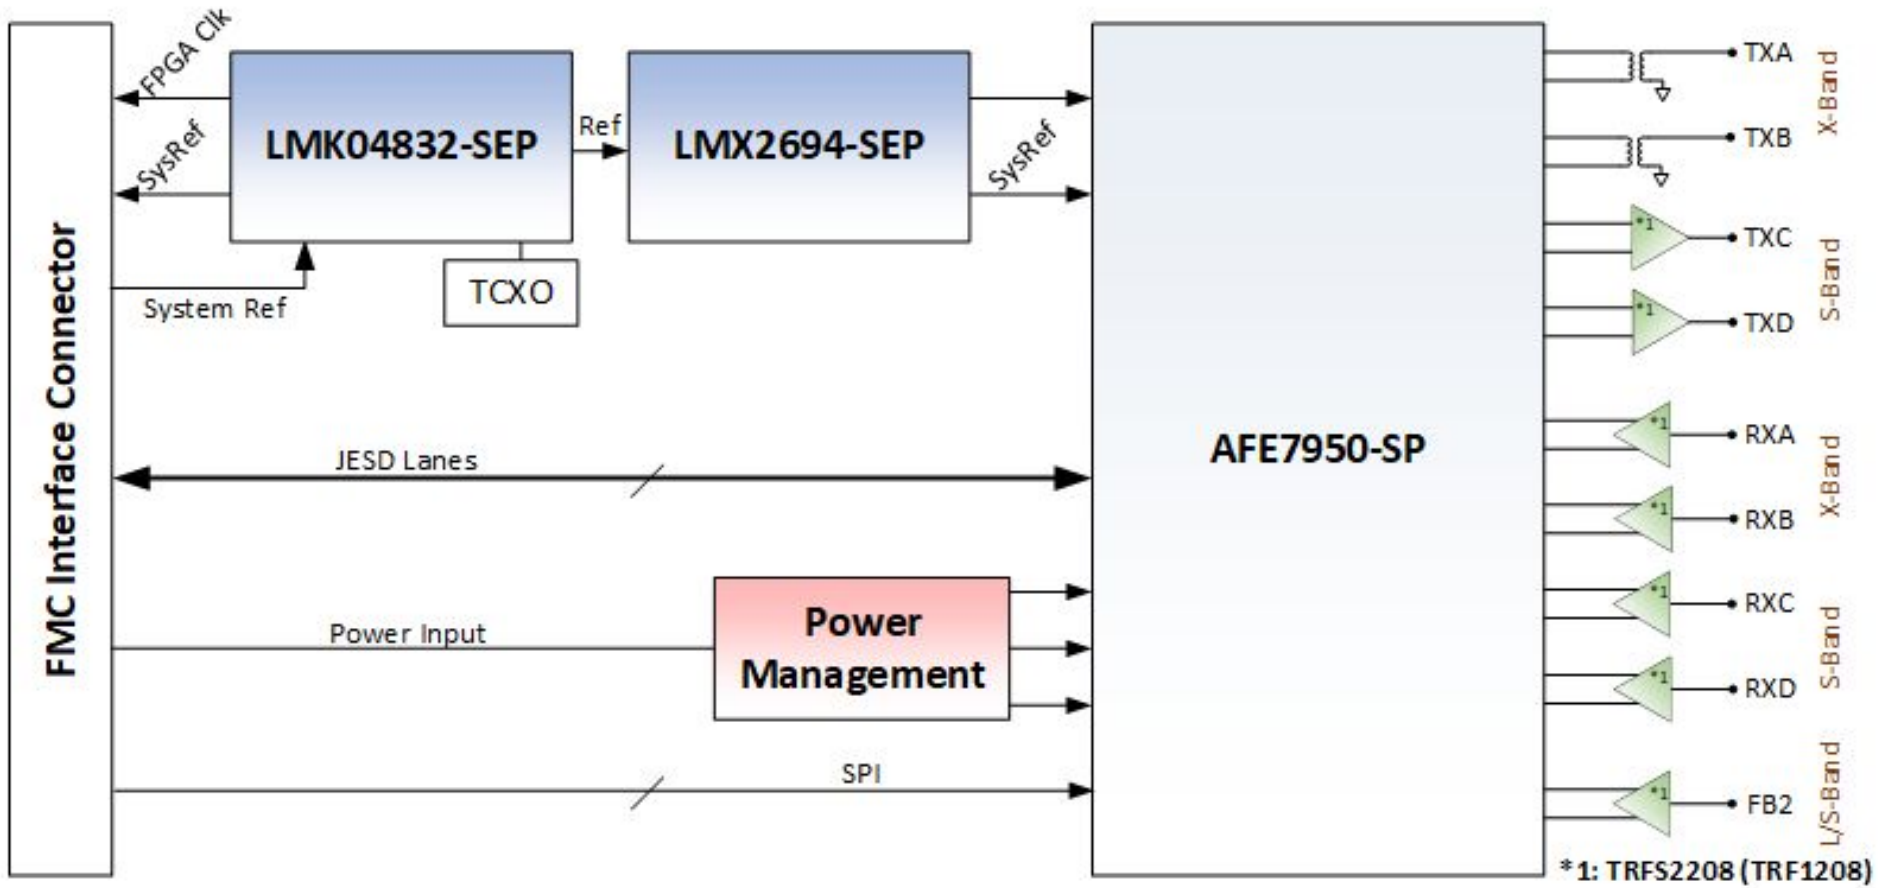 FMC Interface Connector
FPGA Clk
SysRef
LMK04832-SEP
Ref
LMX2694-SEP
SysRef
System Ref
TCXO
JESD Lanes
Power Input
Power
Management
SPI
AFE7950-SP
TXA
TXB
X-Band
*1
TXC
*1
TXD
S-Band
*1
RXA
*1
RXB
X-Band
*1
RXC
*1
RXD
S-Band
*1
FB2
L/S-Band
*1: TRFS2208 (TRF1208)